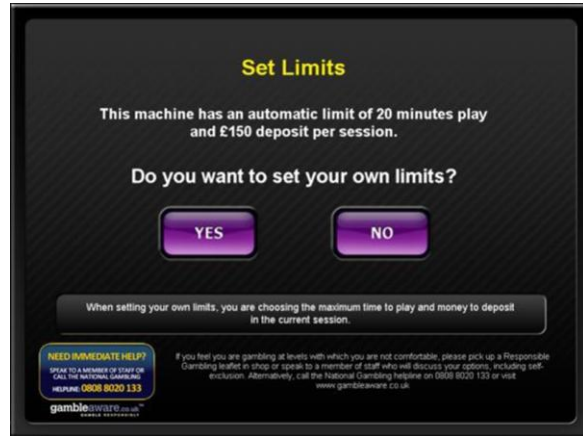 Set Limits
This machine has an automatic limit of 20 minutes play
and £150 deposit per session.
Do you want to set your own limits?
YES
NO
When setting your own limits, you are choosing the maximum time to play and money to deposit
in the current session.
NEED IMMEDIATE HELP?
SPEAK TO A MEMBER OF STAFF OR
CALL THE NATIONAL GAMBLING
HELPLINE: 0808 8020 133
gambleaware.co.uk
GAMBLE RESPONSIBLY
If you feel you are gambling at levels with which you are not comfortable, please pick up a Responsible
Gambling leaflet in shop or speak to a member of staff who will discuss your options, including self-
exclusion. Alternatively, call the National Gambling helpline on 0808 8020 133 or visit
www.gambleaware.co.uk